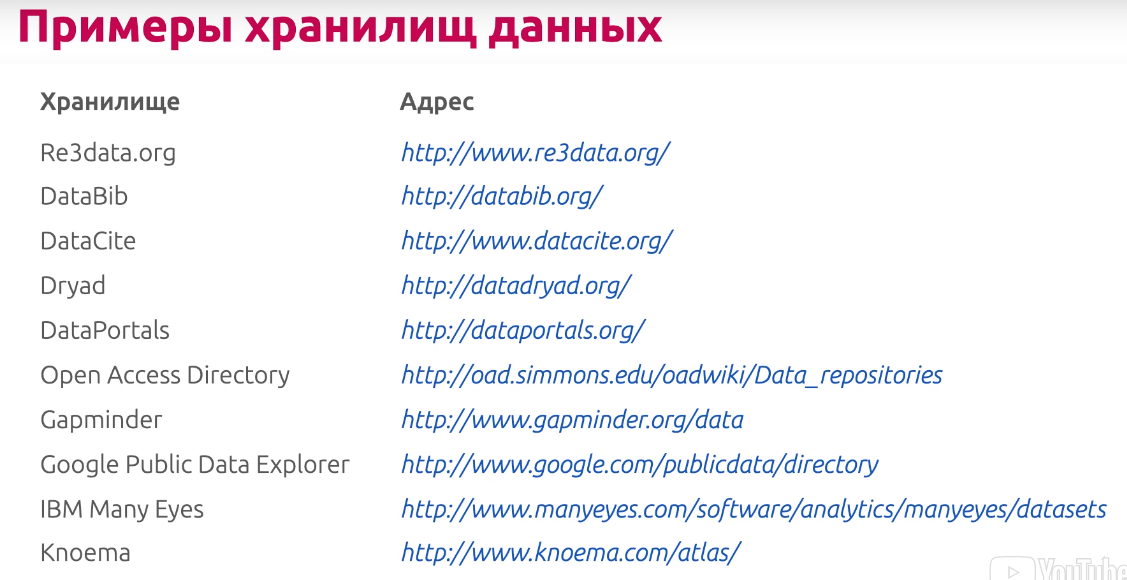 Примеры хранилищ данных
Хранилище Адрес
Re3data.org http://www.re3data.org/
DataBib http://databib.org/
DataCite http://www.datacite.org/
Dryad http://datadryad.org/
DataPortals http://dataportals.org/
Open Access Directory http://oad.simmons.edu/oadwiki/Data_repositories
Gapminder http://www.gapminder.org/data
Google Public Data Explorer http://www.google.com/publicdata/directory
IBM Many Eyes http://www.manyeyes.com/software/analytics/manyeyes/datasets
Knoema http://www.knoema.com/atlas/
YouTube